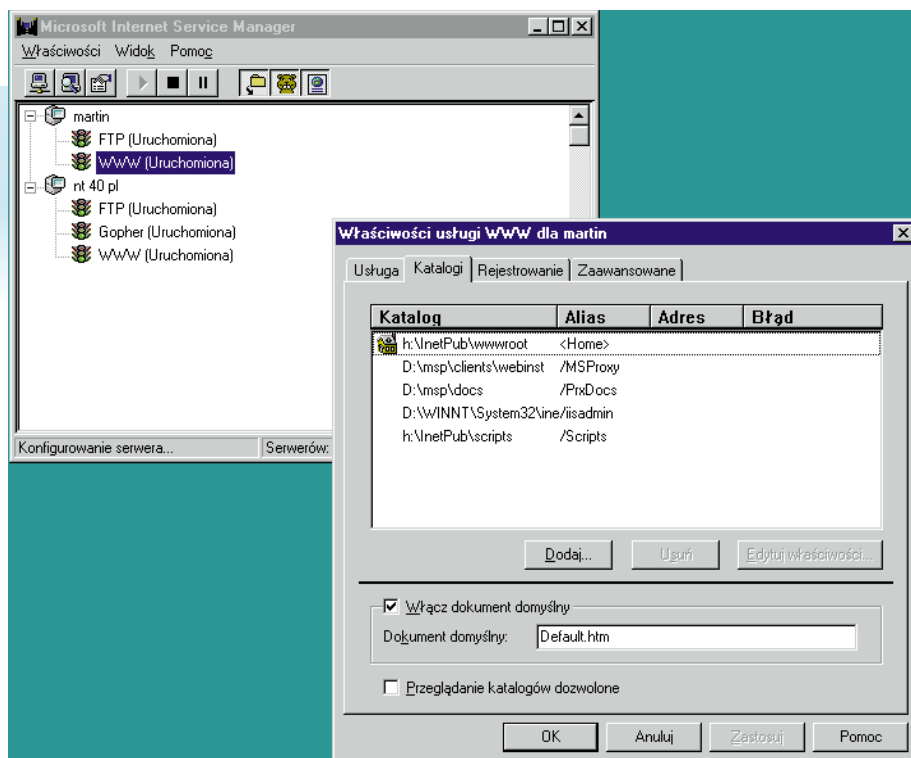 Microsoft Internet Service Manager
Właściwości Widok Pomoc
martin
FTP (Uruchomiona)
WWW (Uruchomiona)
nt 40 pl
FTP (Uruchomiona)
Gopher (Uruchomiona)
WWW (Uruchomiona)
Konfigurowanie serwera... Serwerów:
Właściwości usługi WWW dla martin
Usługa Katalogi Rejestrowanie Zaawansowane
Katalog Alias Adres Błąd
h:\InetPub\wwwroot <Home>
D:\msp\clients\webinst /MSProxy
D:\msp\docs /PrxDocs
D:\WINNT\System32\ine/iisadmin
h:\InetPub\scripts /Scripts
Dodaj... Usuń Edytuj właściwości...
Włącz dokument domyślny
Dokument domyślny: Default.htm
Przeglądanie katalogów dozwolone
OK Anuluj Zastosuj Pomoc